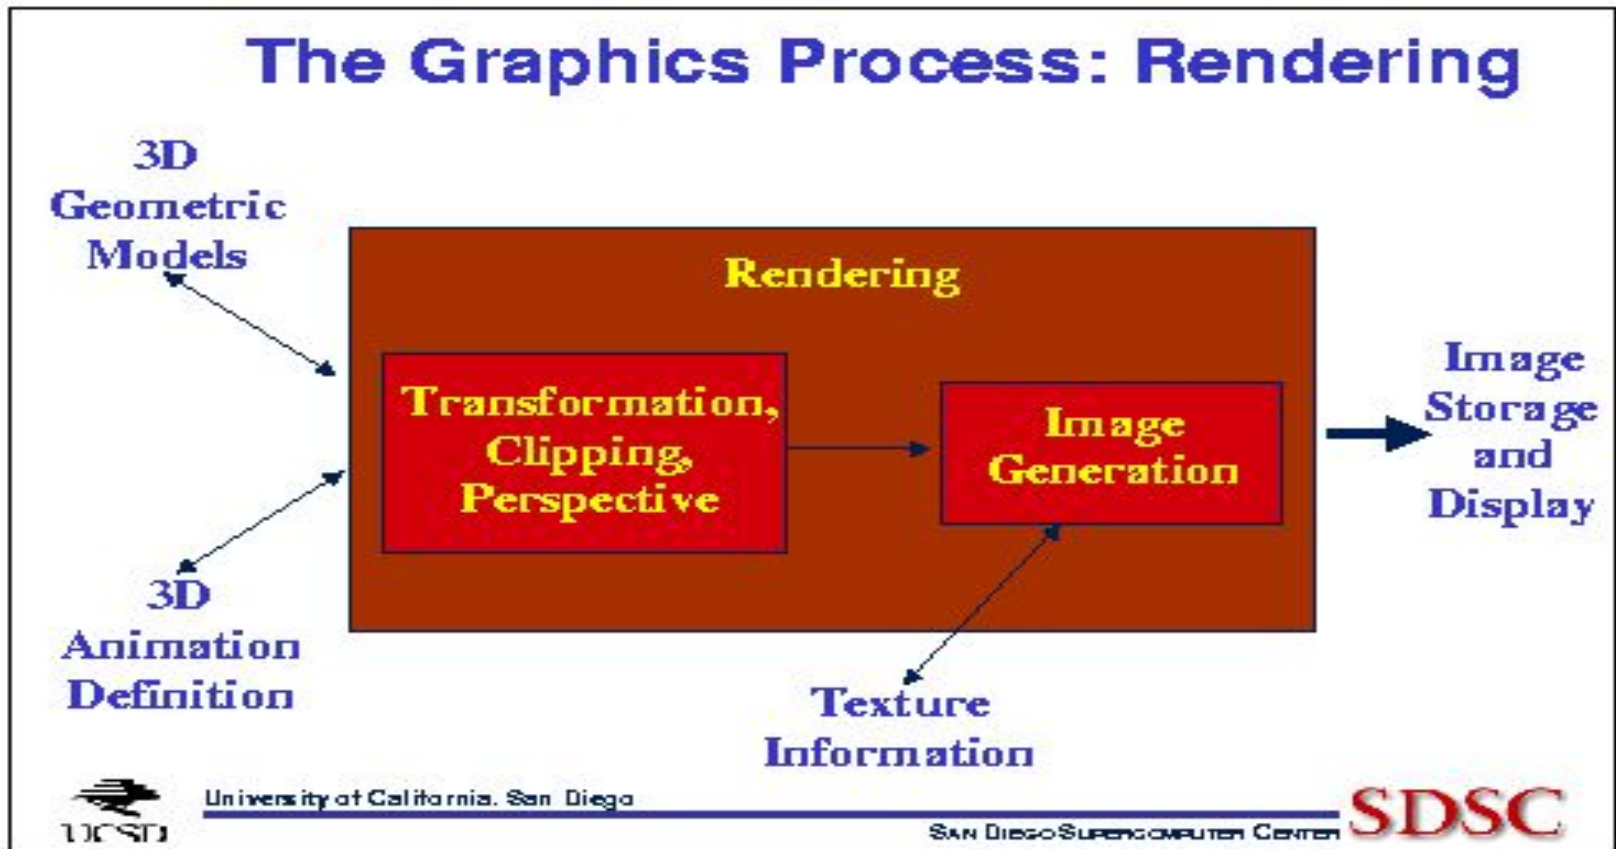 The Graphics Process: Rendering
3D
Geometric
Models
Rendering
Transformation,
Clipping,
Perspective
Image
Generation
Image
Storage
and
Display
3D
Animation
Definition
Texture
Information
UCSD
University of California, San Diego
SAN DIEGO SUPERCOMPUTER CENTER
SDSC